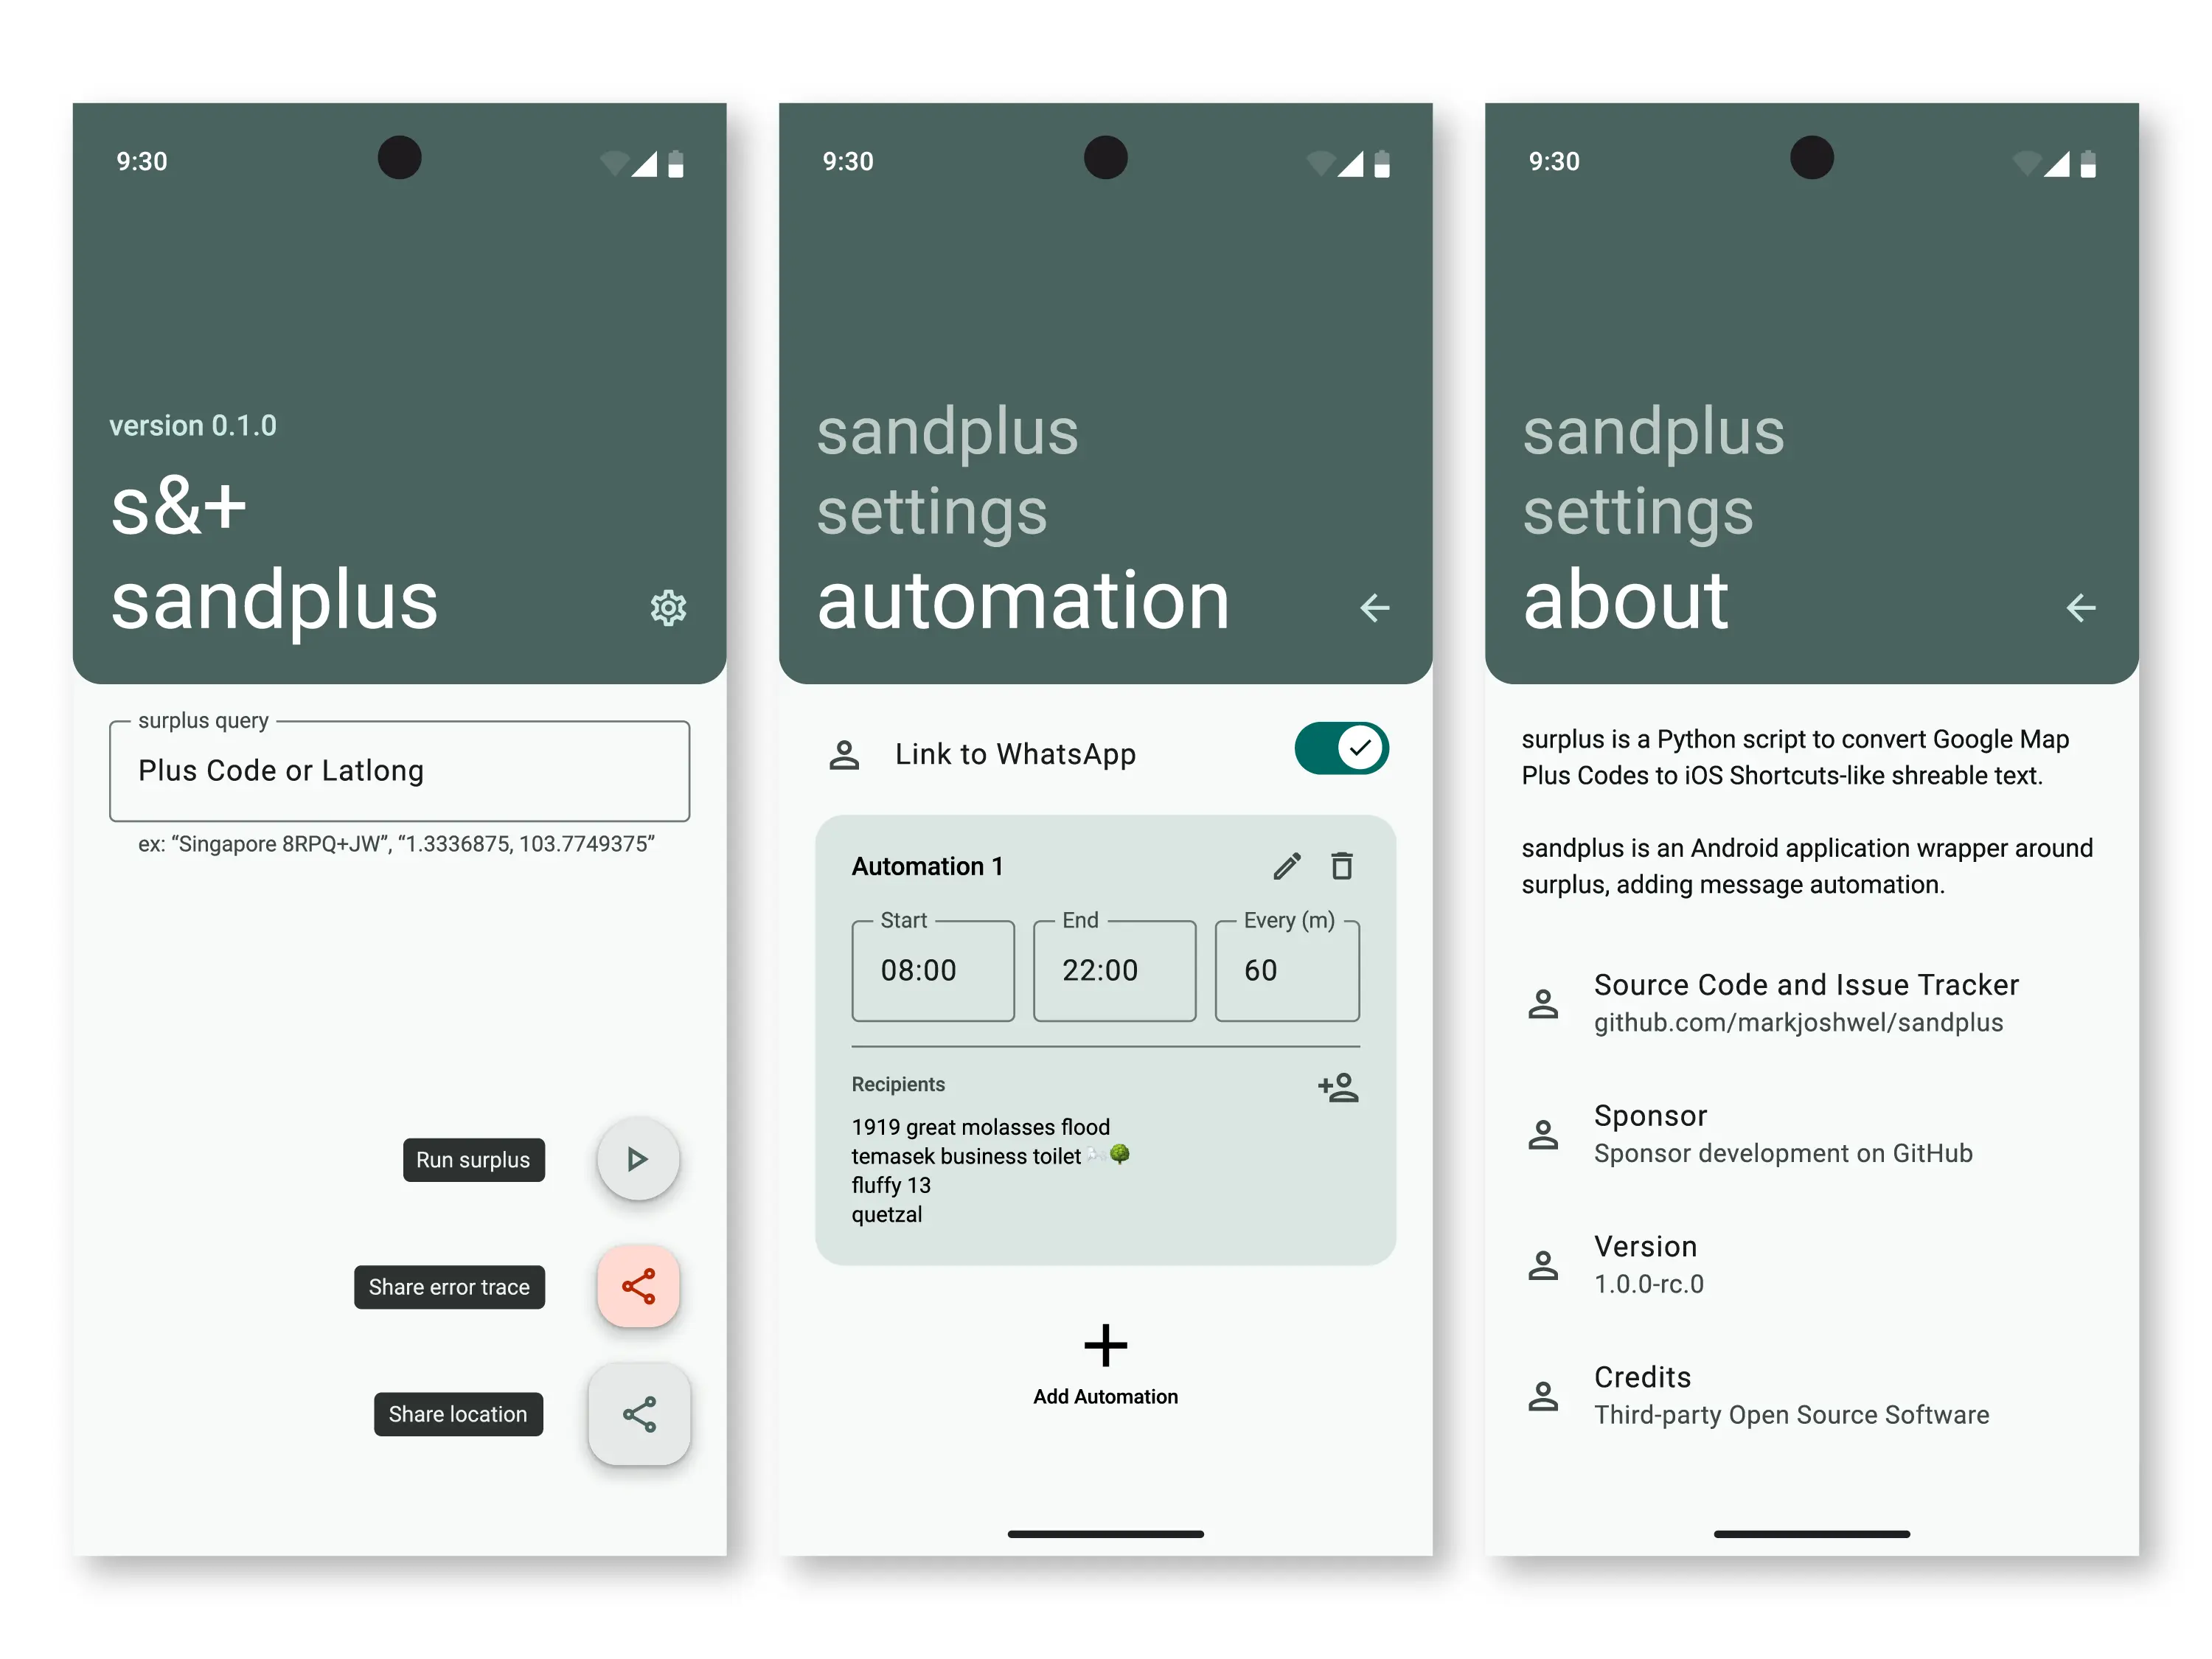 9:30
version 0.1.0
s&+
sandplus
surplus query
Plus Code or Latlong
ex: “Singapore 8RPQ+JW”, “1.3336875, 103.7749375”
Run surplus
Share error trace
Share location
9:30
sandplus
settings
automation
Link to WhatsApp
Automation 1
Start
End
Every (m)
08:00
22:00
60
Recipients
1919 great molasses flood
temasek business toilet 🌬️🌳
fluffy 13
quetzal
Add Automation
9:30
sandplus
settings
about
surplus is a Python script to convert Google Map
Plus Codes to iOS Shortcuts-like shreable text.
sandplus is an Android application wrapper around
surplus, adding message automation.
Source Code and Issue Tracker
github.com/markjoshwel/sandplus
Sponsor
Sponsor development on GitHub
Version
1.0.0-rc.0
Credits
Third-party Open Source Software